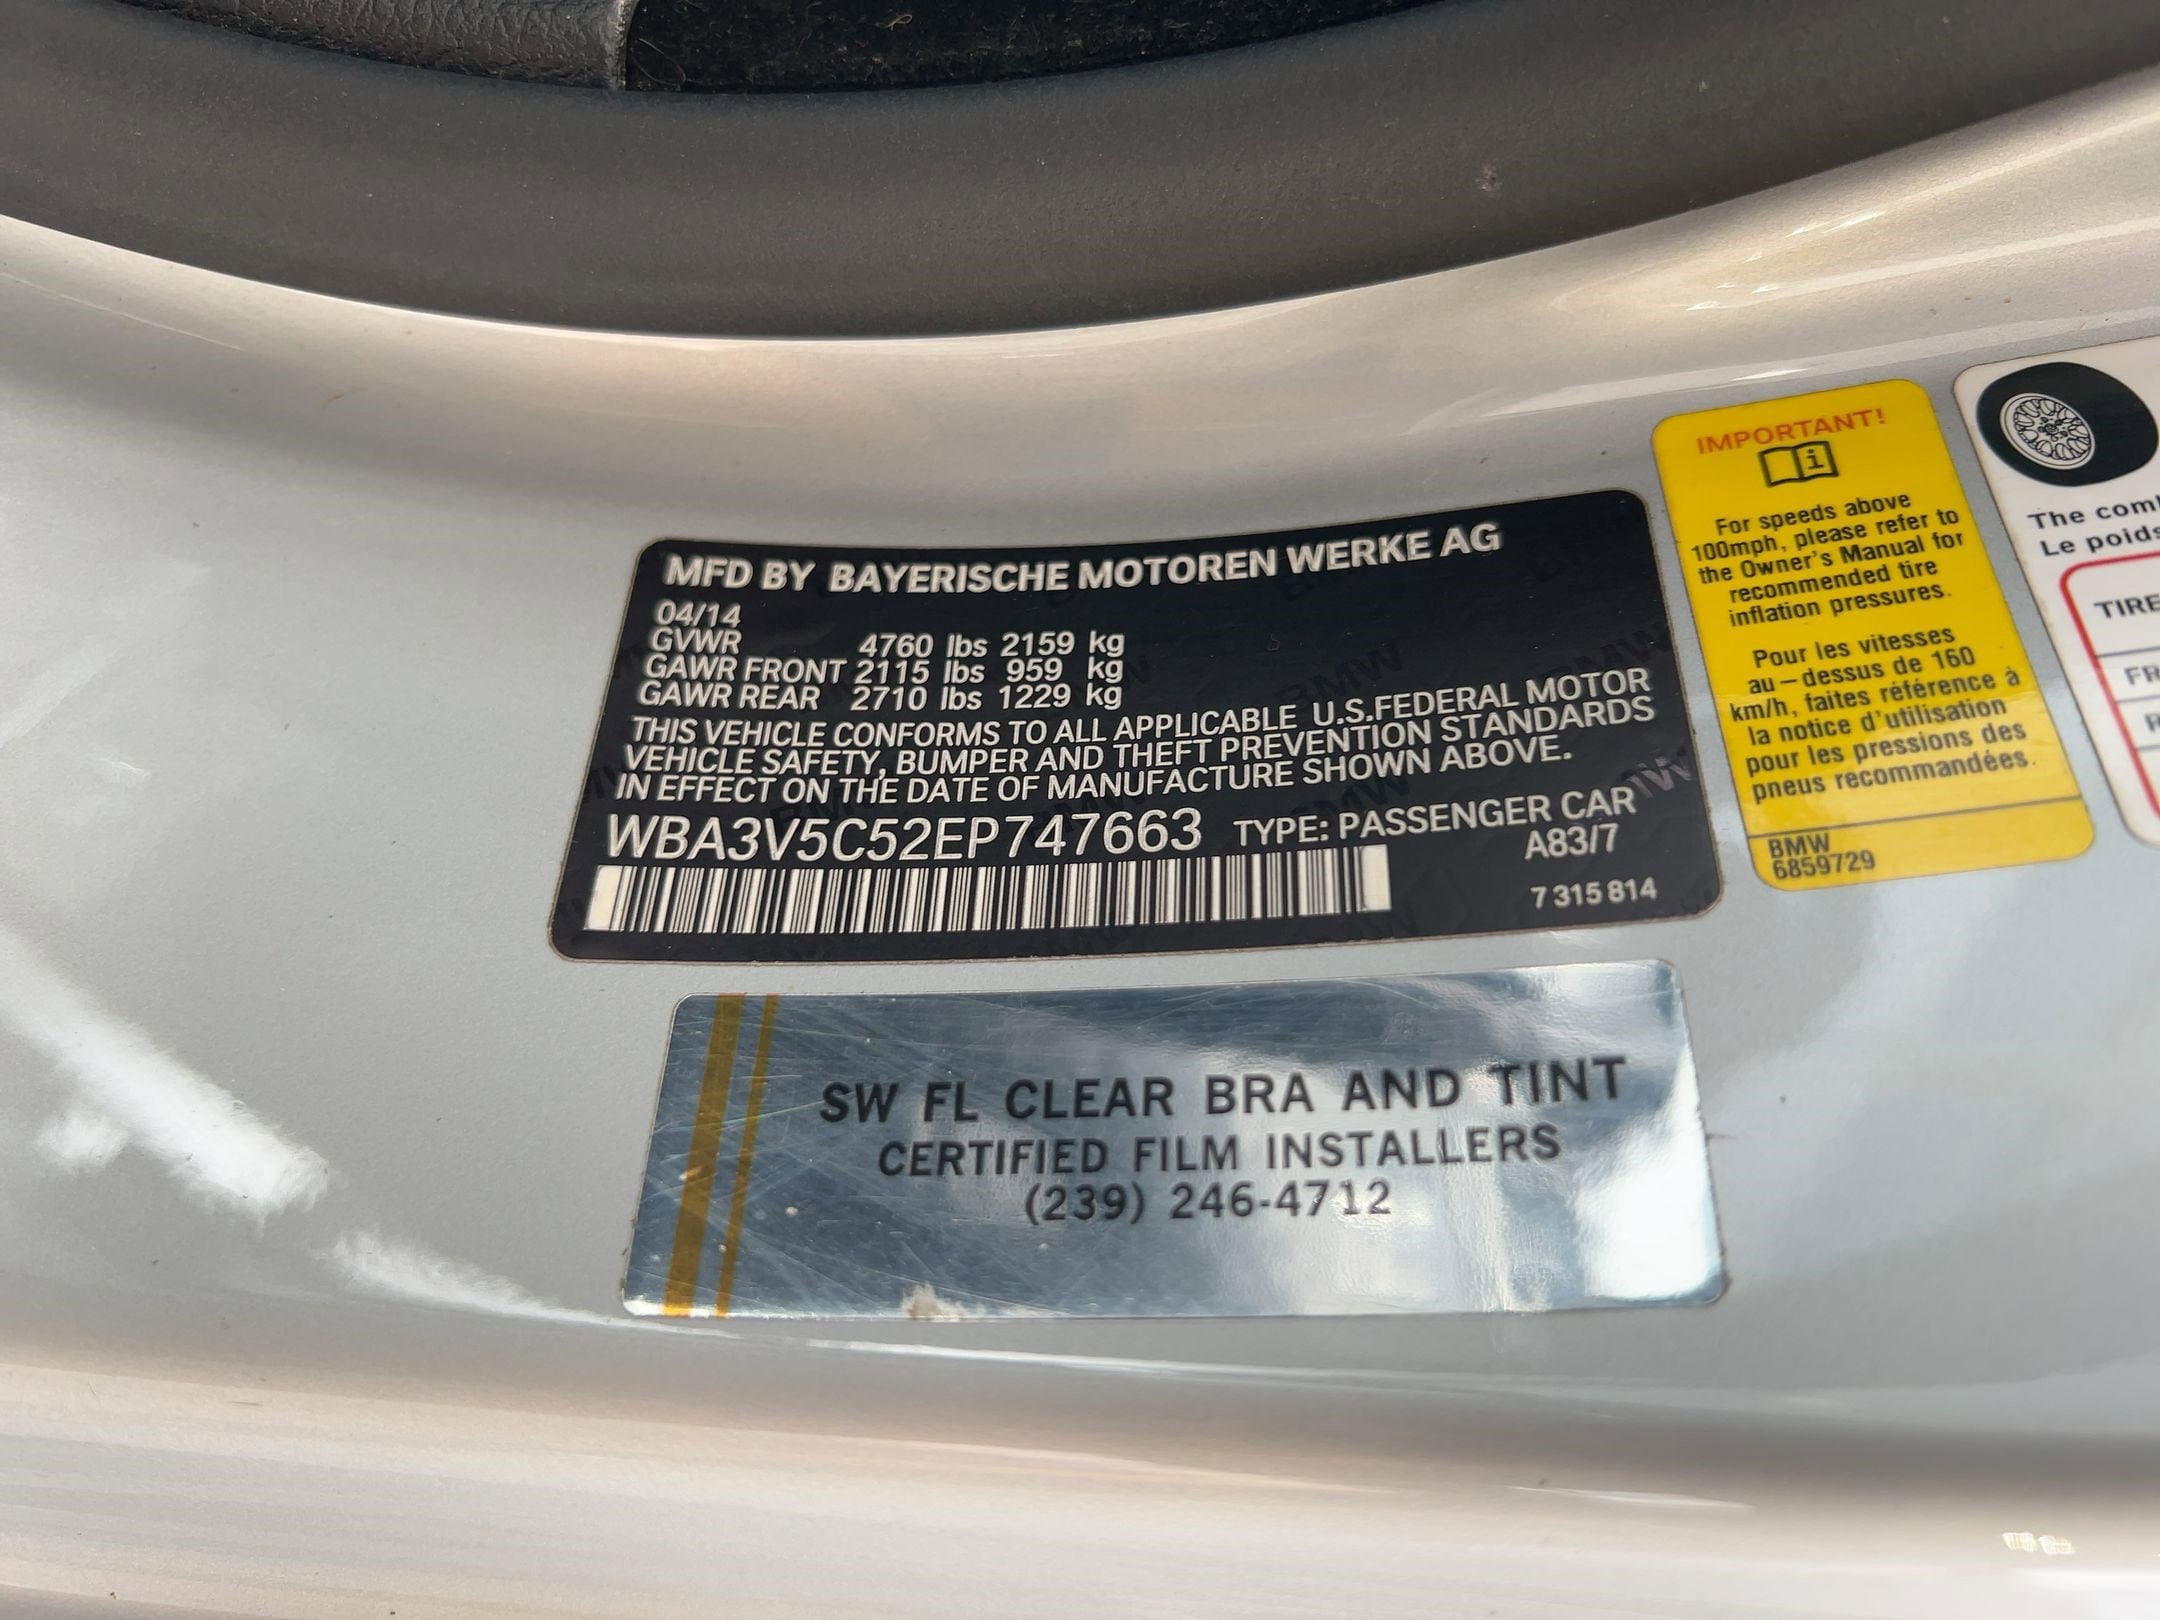 MFD BY BAYERISCHE MOTOREN WERKE AG
04/14
GVWR 4760 lbs 2159 kg
GAWR FRONT 2115 lbs 959 kg
GAWR REAR 2710 lbs 1229 kg
THIS VEHICLE CONFORMS TO ALL APPLICABLE U.S.FEDERAL MOTOR
VEHICLE SAFETY, BUMPER AND THEFT PREVENTION STANDARDS
IN EFFECT ON THE DATE OF MANUFACTURE SHOWN ABOVE.
WBA3V5C52EP747663 TYPE: PASSENGER CAR
A83/7
7 315 814
SW FL CLEAR BRA AND TINT
CERTIFIED FILM INSTALLERS
(239) 246-4712
IMPORTANT!
i
For speeds above
100mph, please refer to
the Owner's Manual for
recommended tire
inflation pressures.
Pour les vitesses
au – dessus de 160
km/h, faites référence à
la notice d'utilisation
pour les pressions des
pneus recommandées.
BMW
6859729
The
Le poids
TIRE